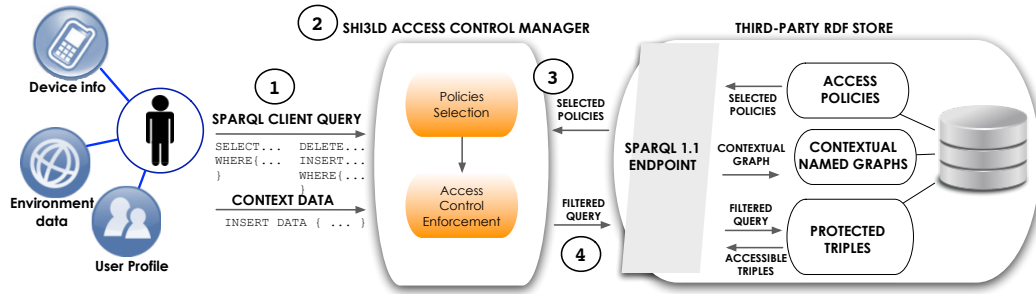 2 SHI3LD ACCESS CONTROL MANAGER
THIRD-PARTY RDF STORE
Device info
Environment
data
User Profile
1
SPARQL CLIENT QUERY
SELECT... DELETE...
WHERE{... INSERT...
} WHERE{...
}
CONTEXT DATA
INSERT DATA { ... }
Policies
Selection
Access
Control
Enforcement
3
SELECTED
POLICIES
FILTERED
QUERY
4
SPARQL 1.1
ENDPOINT
SELECTED
POLICIES
CONTEXTUAL
GRAPH
FILTERED
QUERY
ACCESSIBLE
TRIPLES
ACCESS
POLICIES
CONTEXTUAL
NAMED GRAPHS
PROTECTED
TRIPLES